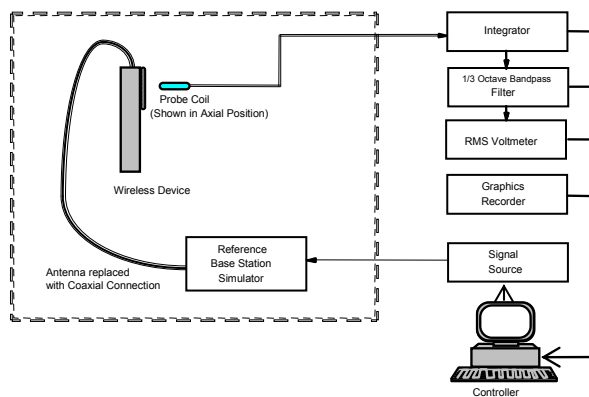 Integrator
1/3 Octave Bandpass
Filter
RMS Voltmeter
Graphics
Recorder
Signal
Source
Controller
Probe Coil
(Shown in Axial Position)
Wireless Device
Reference
Base Station
Simulator
Antenna replaced
with Coaxial Connection